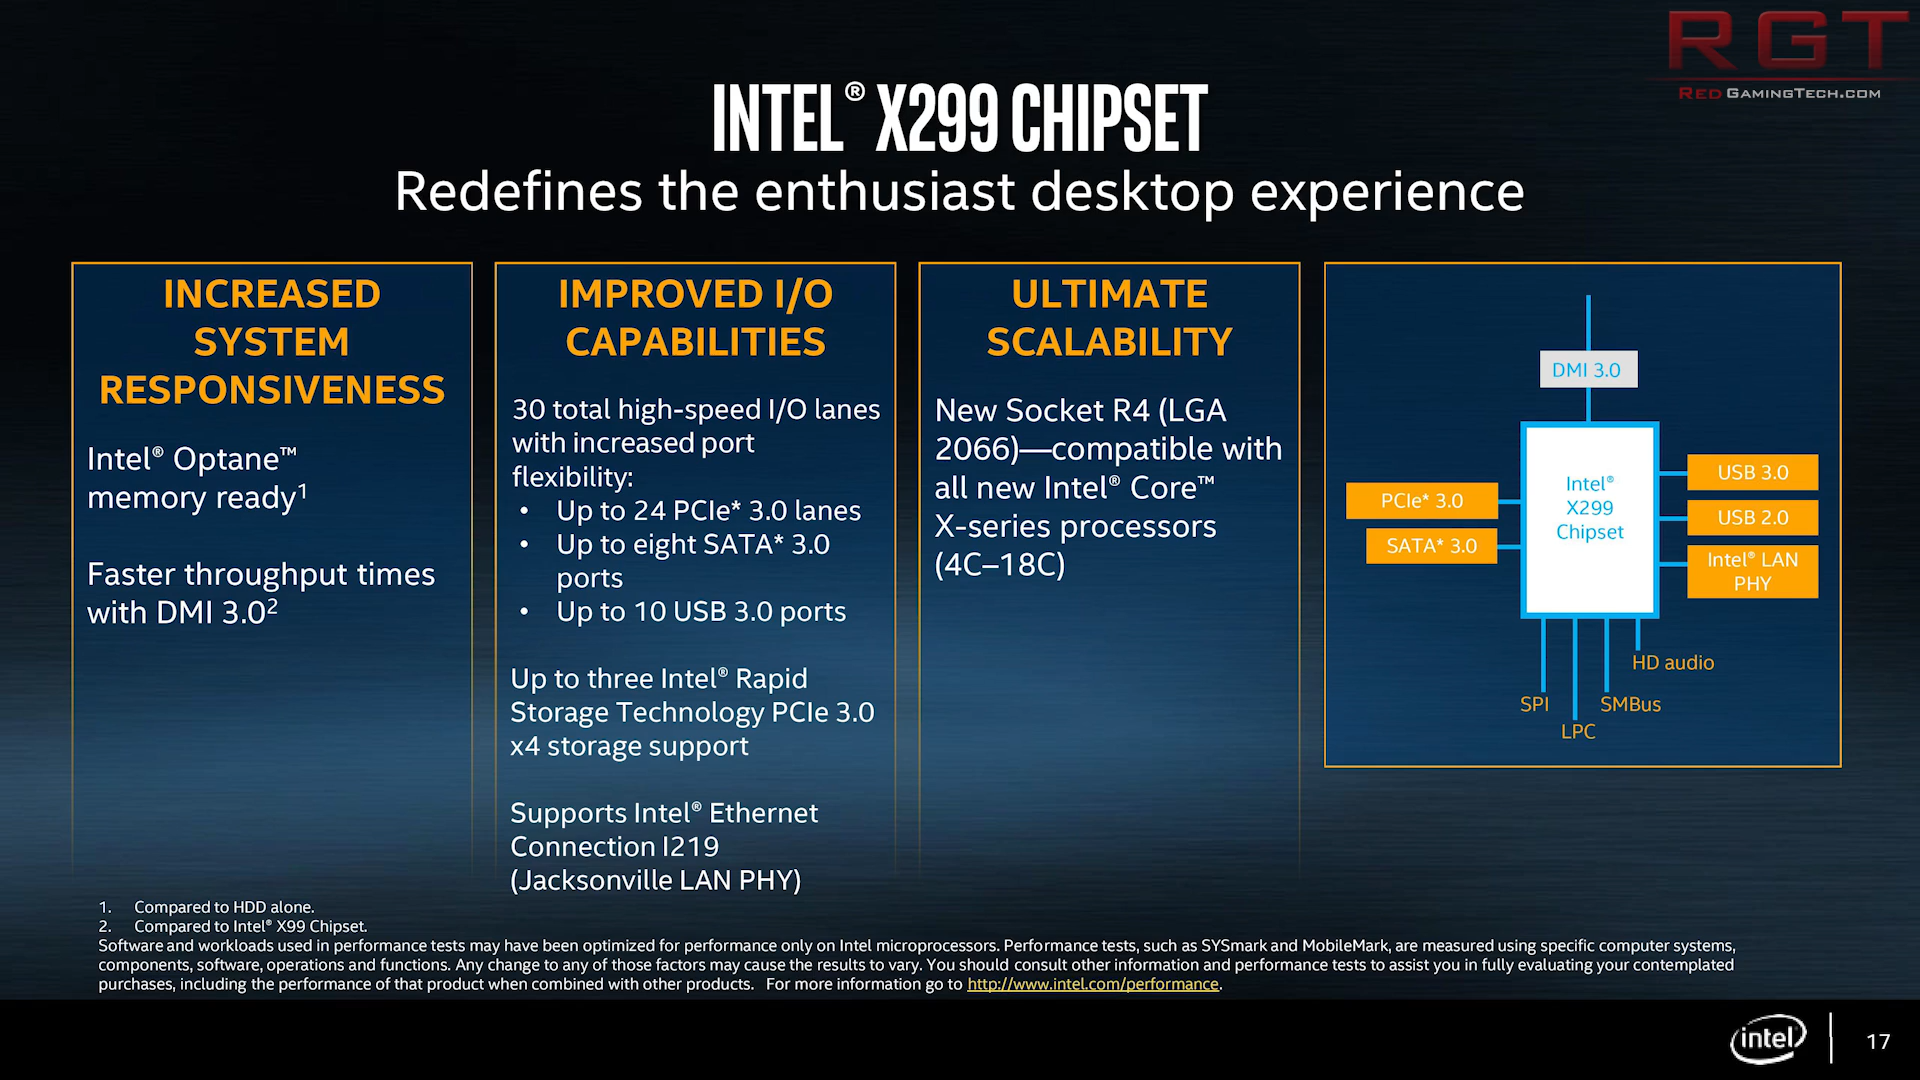 RGT
RedGamingTech.com
INTEL® X299 CHIPSET
Redefines the enthusiast desktop experience
INCREASED
SYSTEM
RESPONSIVENESS
Intel® Optane™
memory ready¹
Faster throughput times
with DMI 3.0²
IMPROVED I/O
CAPABILITIES
30 total high-speed I/O lanes
with increased port
flexibility:
• Up to 24 PCIe* 3.0 lanes
• Up to eight SATA* 3.0
ports
• Up to 10 USB 3.0 ports
Up to three Intel® Rapid
Storage Technology PCIe 3.0
x4 storage support
Supports Intel® Ethernet
Connection I219
(Jacksonville LAN PHY)
ULTIMATE
SCALABILITY
New Socket R4 (LGA
2066)—compatible with
all new Intel® Core™
X-series processors
(4C–18C)
DMI 3.0
Intel®
X299
Chipset
PCIe* 3.0
SATA* 3.0
USB 3.0
USB 2.0
Intel® LAN
PHY
HD audio
SPI
SMBus
LPC
1. Compared to HDD alone.
2. Compared to Intel® X99 Chipset.
Software and workloads used in performance tests may have been optimized for performance only on Intel microprocessors. Performance tests, such as SYSmark and MobileMark, are measured using specific computer systems,
components, software, operations and functions. Any change to any of those factors may cause the results to vary. You should consult other information and performance tests to assist you in fully evaluating your contemplated
purchases, including the performance of that product when combined with other products. For more information go to http://www.intel.com/performance.
intel
17